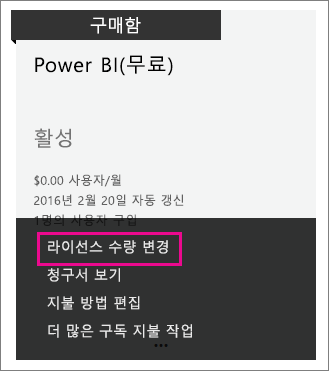 구매함
Power BI(무료)
활성
$0.00 사용자/월
2016년 2월 20일 자동 갱신
1명의 사용자 구입
라이선스 수량 변경
청구서 보기
지불 방법 편집
더 많은 구독 지불 작업
...